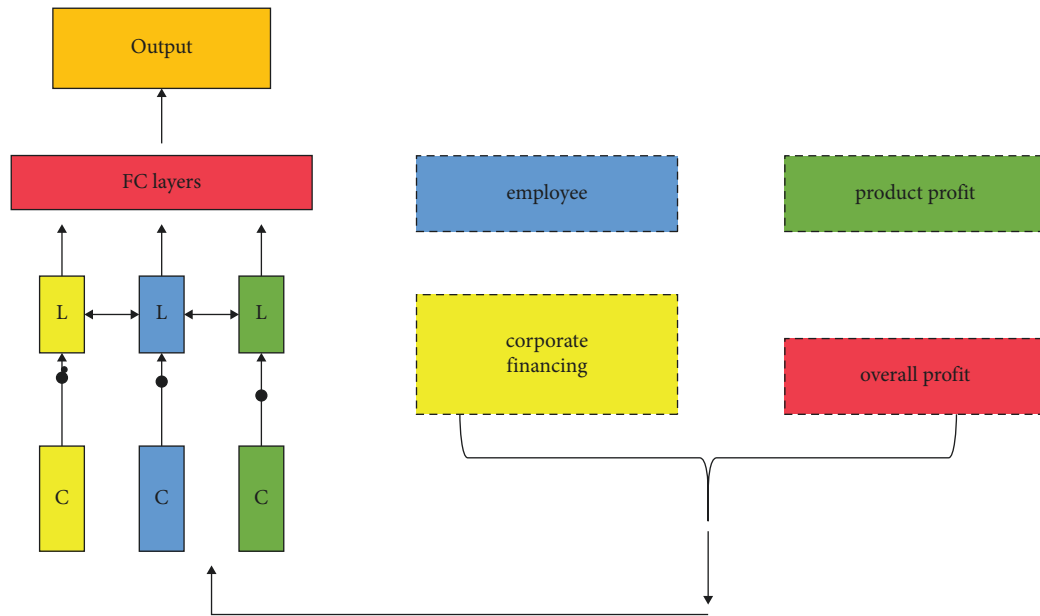 Output
FC layers
L
L
L
C
C
C
employee
product profit
corporate
financing
overall profit